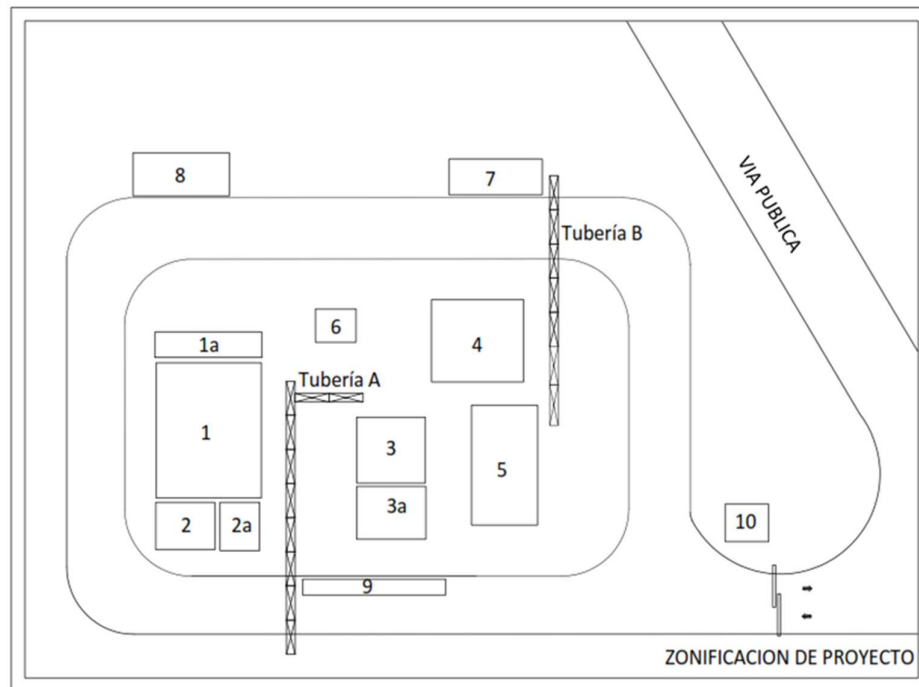 8
7
VIA PUBLICA
Tubería B
6
4
1a
Tubería A
1
3
5
2
2a
3a
10
9
ZONIFICACION DE PROYECTO